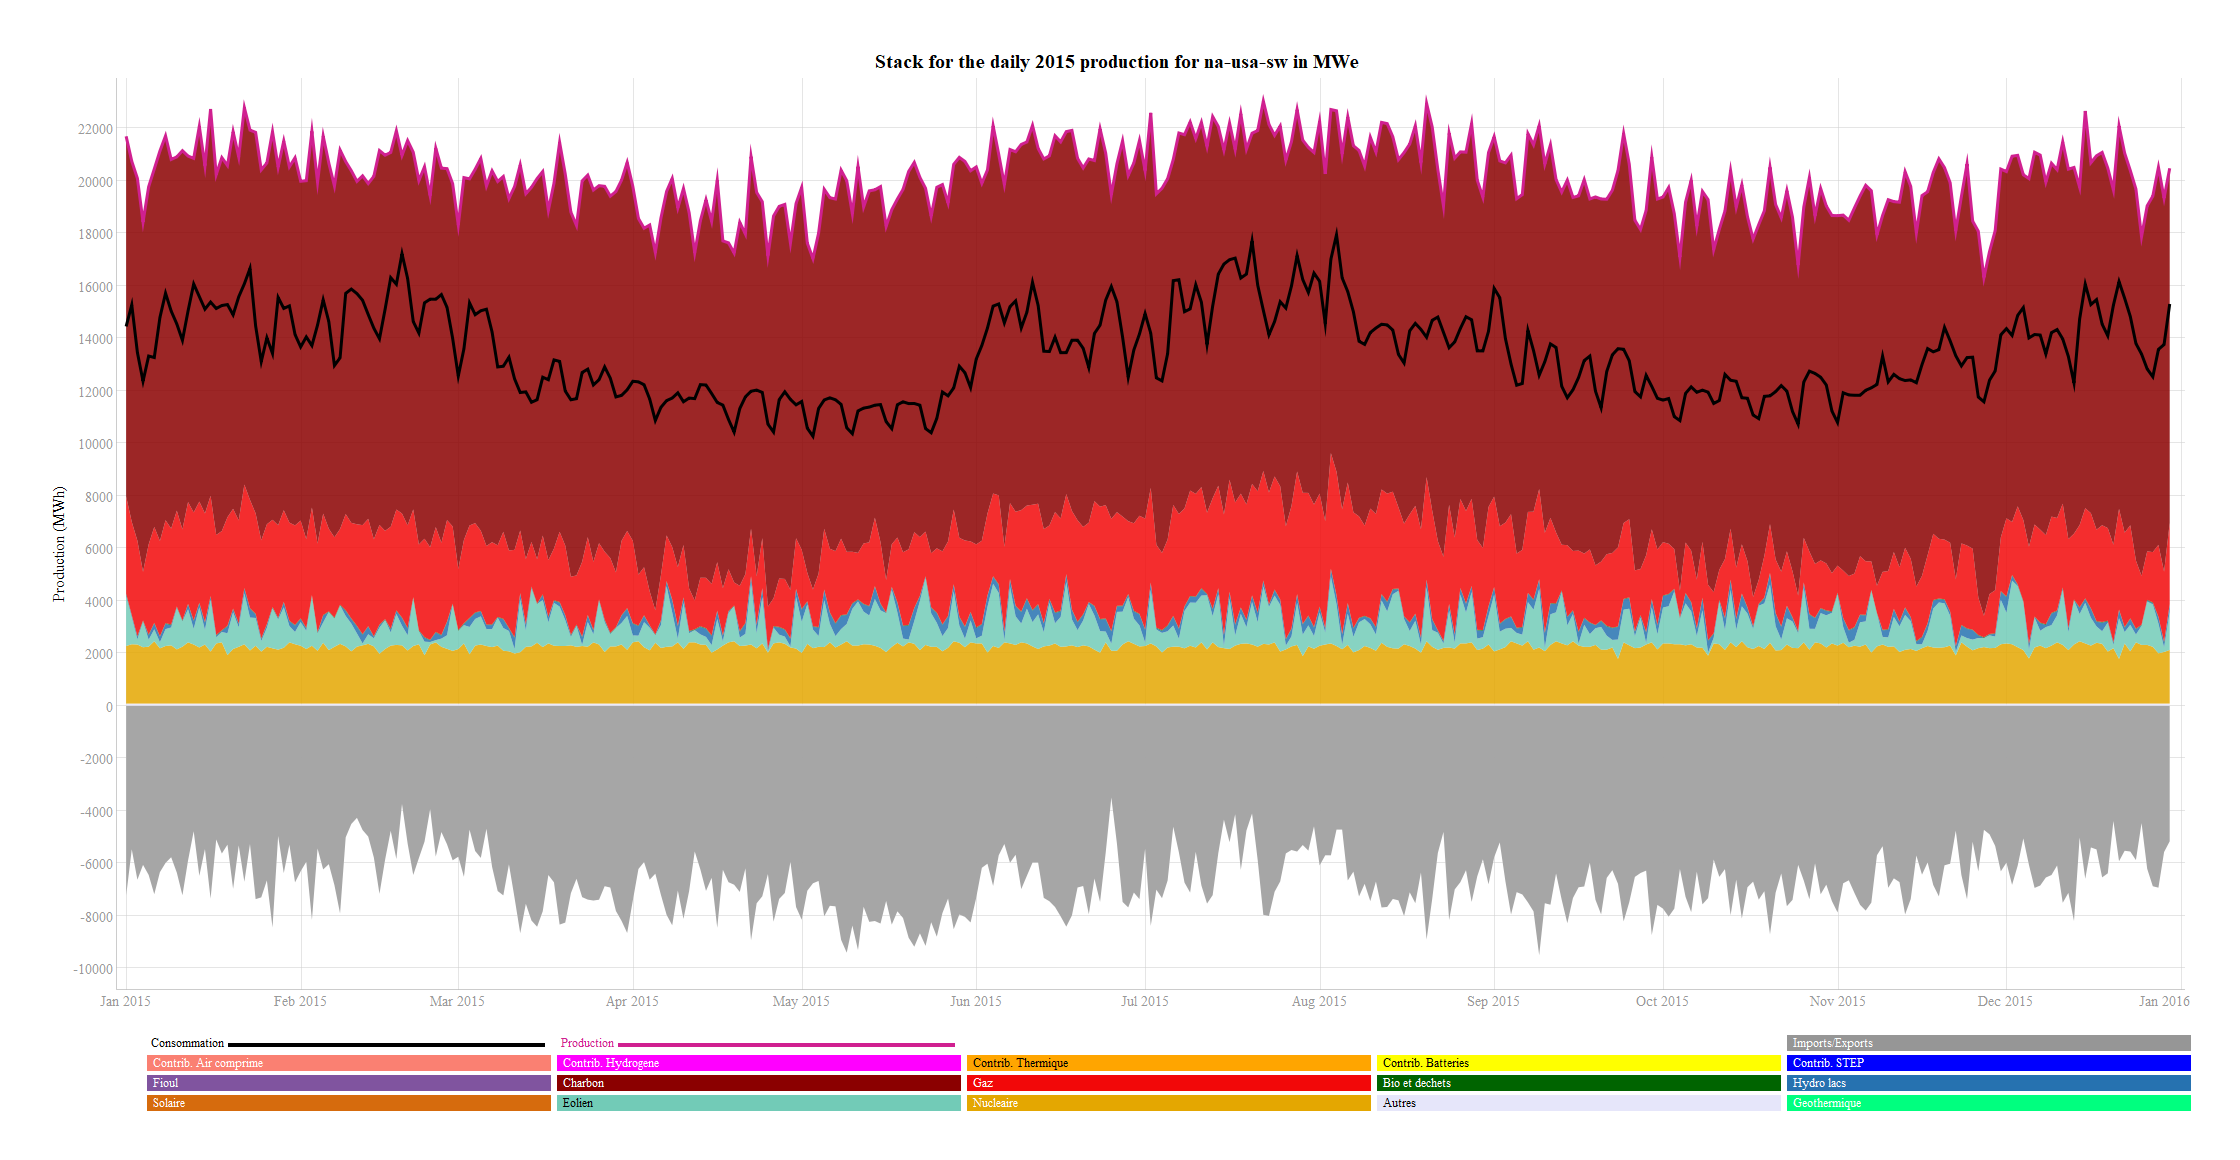 Stack for the daily 2015 production for na-usa-sw in MWe
Production (MWh)
22000
20000
18000
16000
14000
12000
10000
8000
6000
4000
2000
0
-2000
-4000
-6000
-8000
-10000
Jan 2015 Feb 2015 Mar 2015 Apr 2015 May 2015 Jun 2015 Jul 2015 Aug 2015 Sep 2015 Oct 2015 Nov 2015 Dec 2015 Jan 2016
Consommation Production Imports/Exports
Contrib. Air comprime Contrib. Hydrogene Contrib. Thermique Contrib. Batteries Contrib. STEP
Fioul Charbon Gaz Bio et dechets Hydro lacs
Solaire Eolien Nucleaire Autres Geothermique